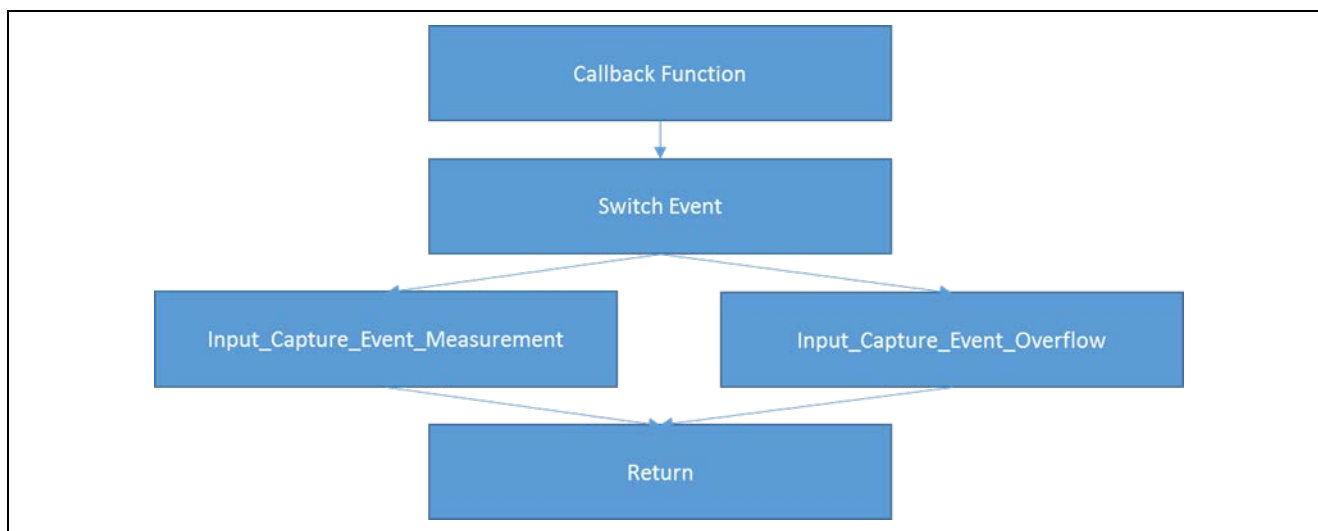 Callback Function
Switch Event
Input_Capture_Event_Measurement
Input_Capture_Event_Overflow
Return